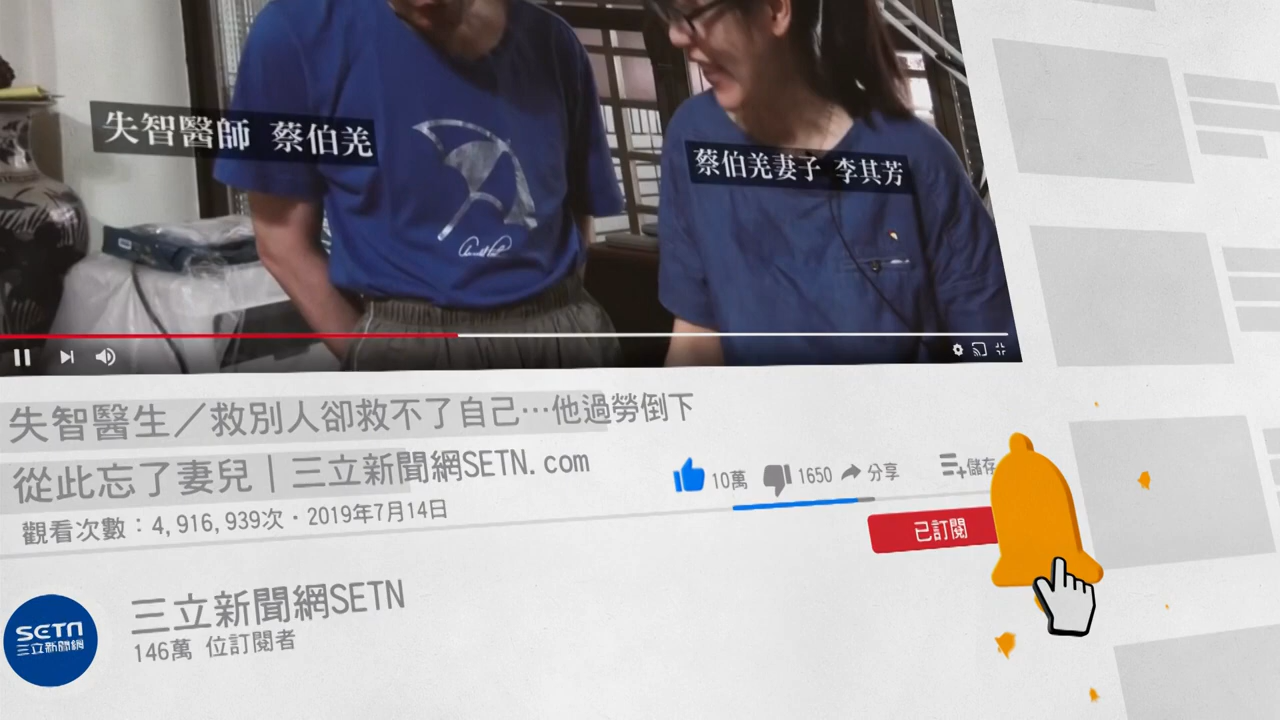 失智醫師 蔡伯羌
蔡伯羌妻子 李其芳
失智醫生／救別人卻救不了自己…他過勞倒下
從此忘了妻兒｜三立新聞網SETN.com
觀看次數：4,916,939次・2019年7月14日
10萬
1650
分享
儲存
已訂閱
SETN
三立新聞網
三立新聞網SETN
146萬 位訂閱者